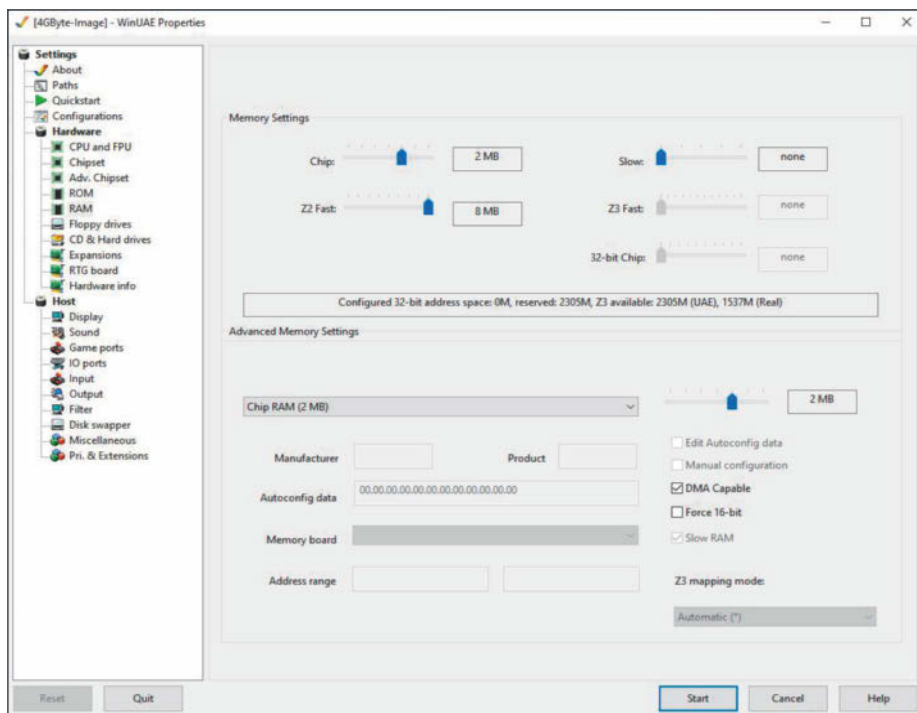 [4GByte-Image] - WinUAE Properties
Settings
About
Paths
Quickstart
Configurations
Hardware
CPU and FPU
Chipset
Adv. Chipset
ROM
RAM
Floppy drives
CD & Hard drives
Expansions
RTG board
Hardware info
Host
Display
Sound
Game ports
IO ports
Input
Output
Filter
Disk swapper
Miscellaneous
Pri. & Extensions
Memory Settings
Chip: 2 MB Slow: none
Z2 Fast: 8 MB Z3 Fast: none
32-bit Chip: none
Configured 32-bit address space: 0M, reserved: 2305M, Z3 available: 2305M (UAE), 1537M (Real)
Advanced Memory Settings
Chip RAM (2 MB) 2 MB
Edit Autoconfig data
Manufacturer Product Manual configuration
Autoconfig data 00.00.00.00.00.00.00.00.00.00.00.00 DMA Capable
Force 16-bit
Memory board Slow RAM
Address range Z3 mapping mode:
Automatic (*)
Reset Quit Start Cancel Help